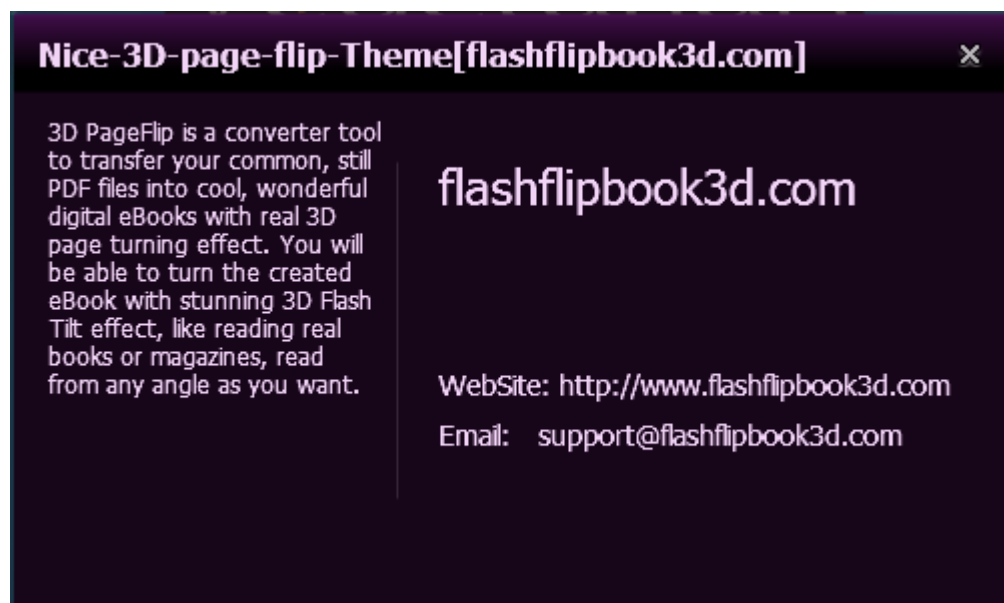 Nice-3D-page-flip-Theme[flashflipbook3d.com]
3D PageFlip is a converter tool
to transfer your common, still
PDF files into cool, wonderful
digital eBooks with real 3D
page turning effect. You will
be able to turn the created
eBook with stunning 3D Flash
Tilt effect, like reading real
books or magazines, read
from any angle as you want.
flashflipbook3d.com
WebSite: http://www.flashflipbook3d.com
Email: support@flashflipbook3d.com